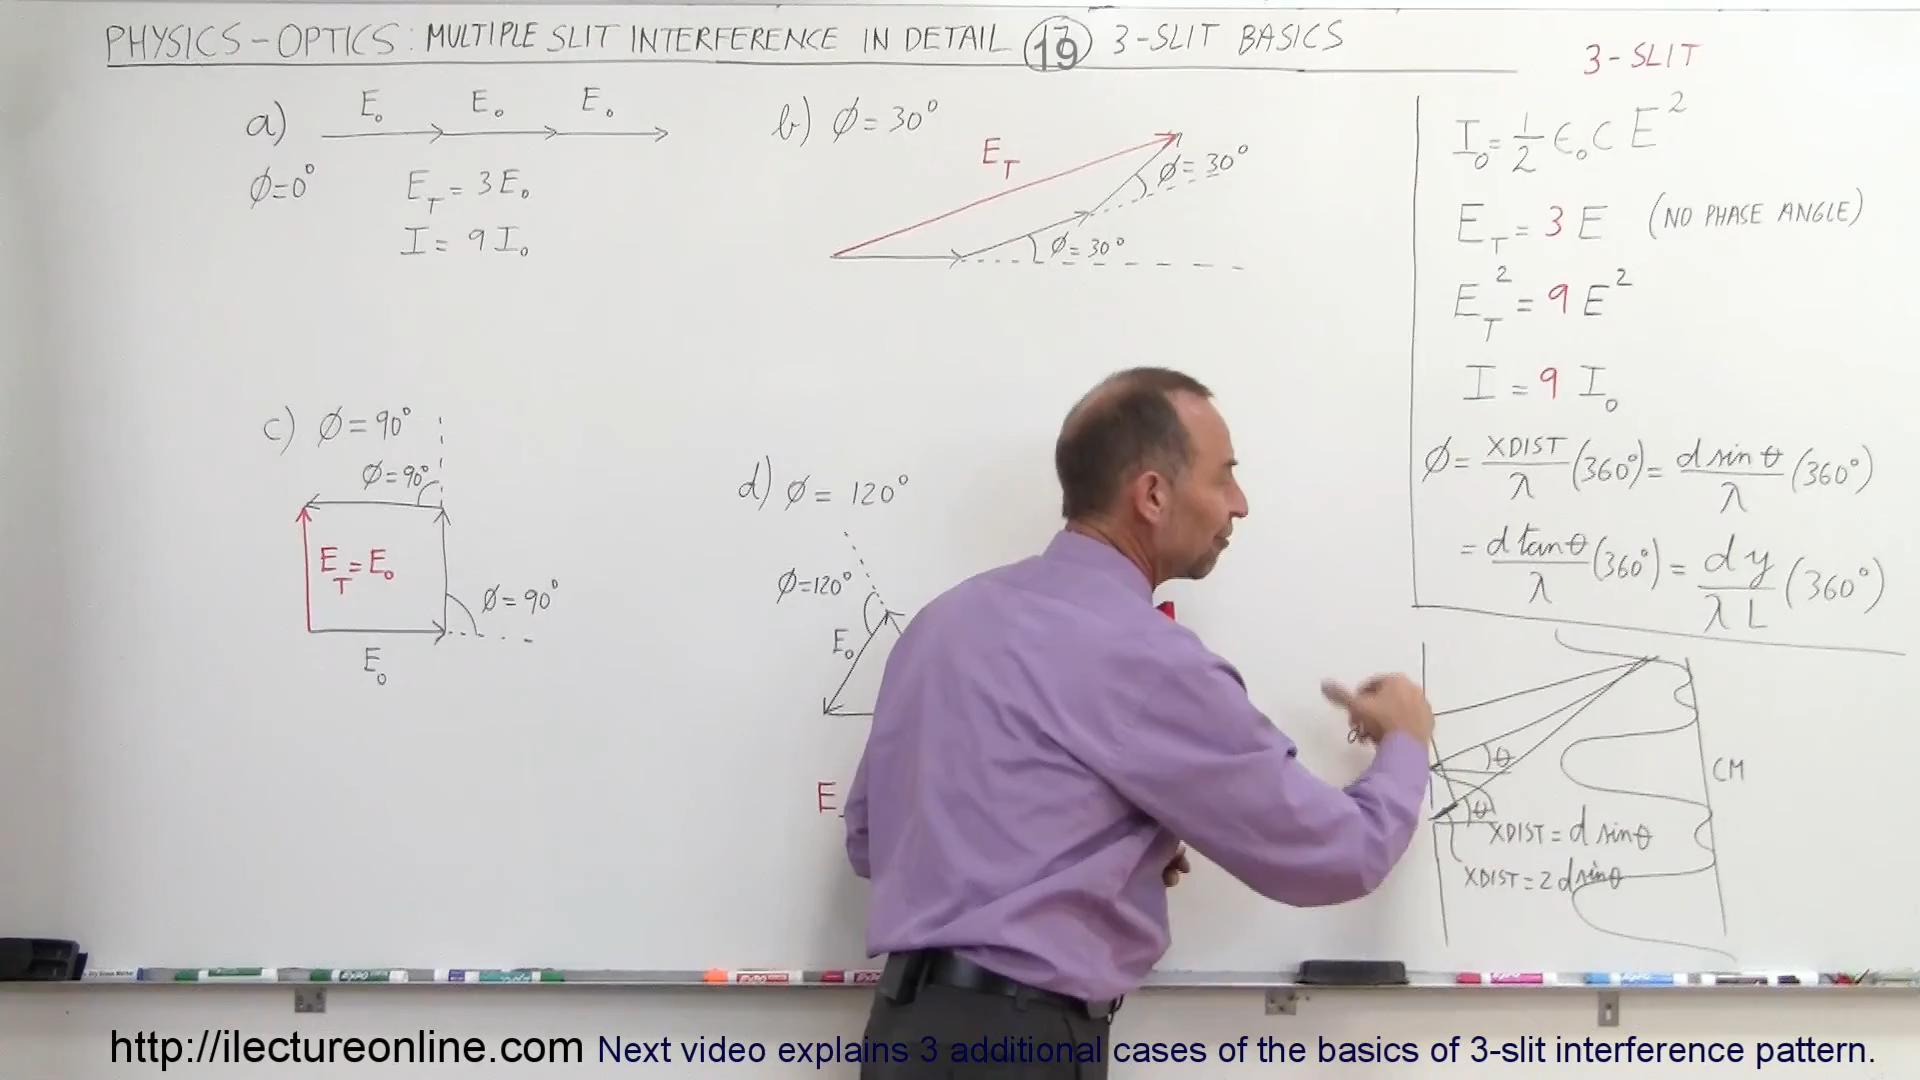 PHYSICS - OPTICS: MULTIPLE SLIT INTERFERENCE IN DETAIL 19 3-SLIT BASICS
3-SLIT
a) E₀ E₀ E₀
ϕ=0°
E_T = 3E₀
I = 9I₀
b) ϕ = 30°
E_T
ϕ = 30°
ϕ = 30°
c) ϕ = 90°
ϕ = 90°
E_T = E₀
ϕ = 90°
E₀
d) ϕ = 120°
ϕ=120°
E₀
E
I₀ = 1/2 ε₀ C E²
E_T = 3 E (NO PHASE ANGLE)
E_T² = 9 E²
I = 9 I₀
ϕ = XDIST/λ (360°) = d sin θ/λ (360°)
= d tan θ/λ (360°) = d y/λ L (360°)
d
θ
CM
θ
XDIST = d sin θ
XDIST = 2 d sin θ
EXPO
http://ilectureonline.com Next video explains 3 additional cases of the basics of 3-slit interference pattern.